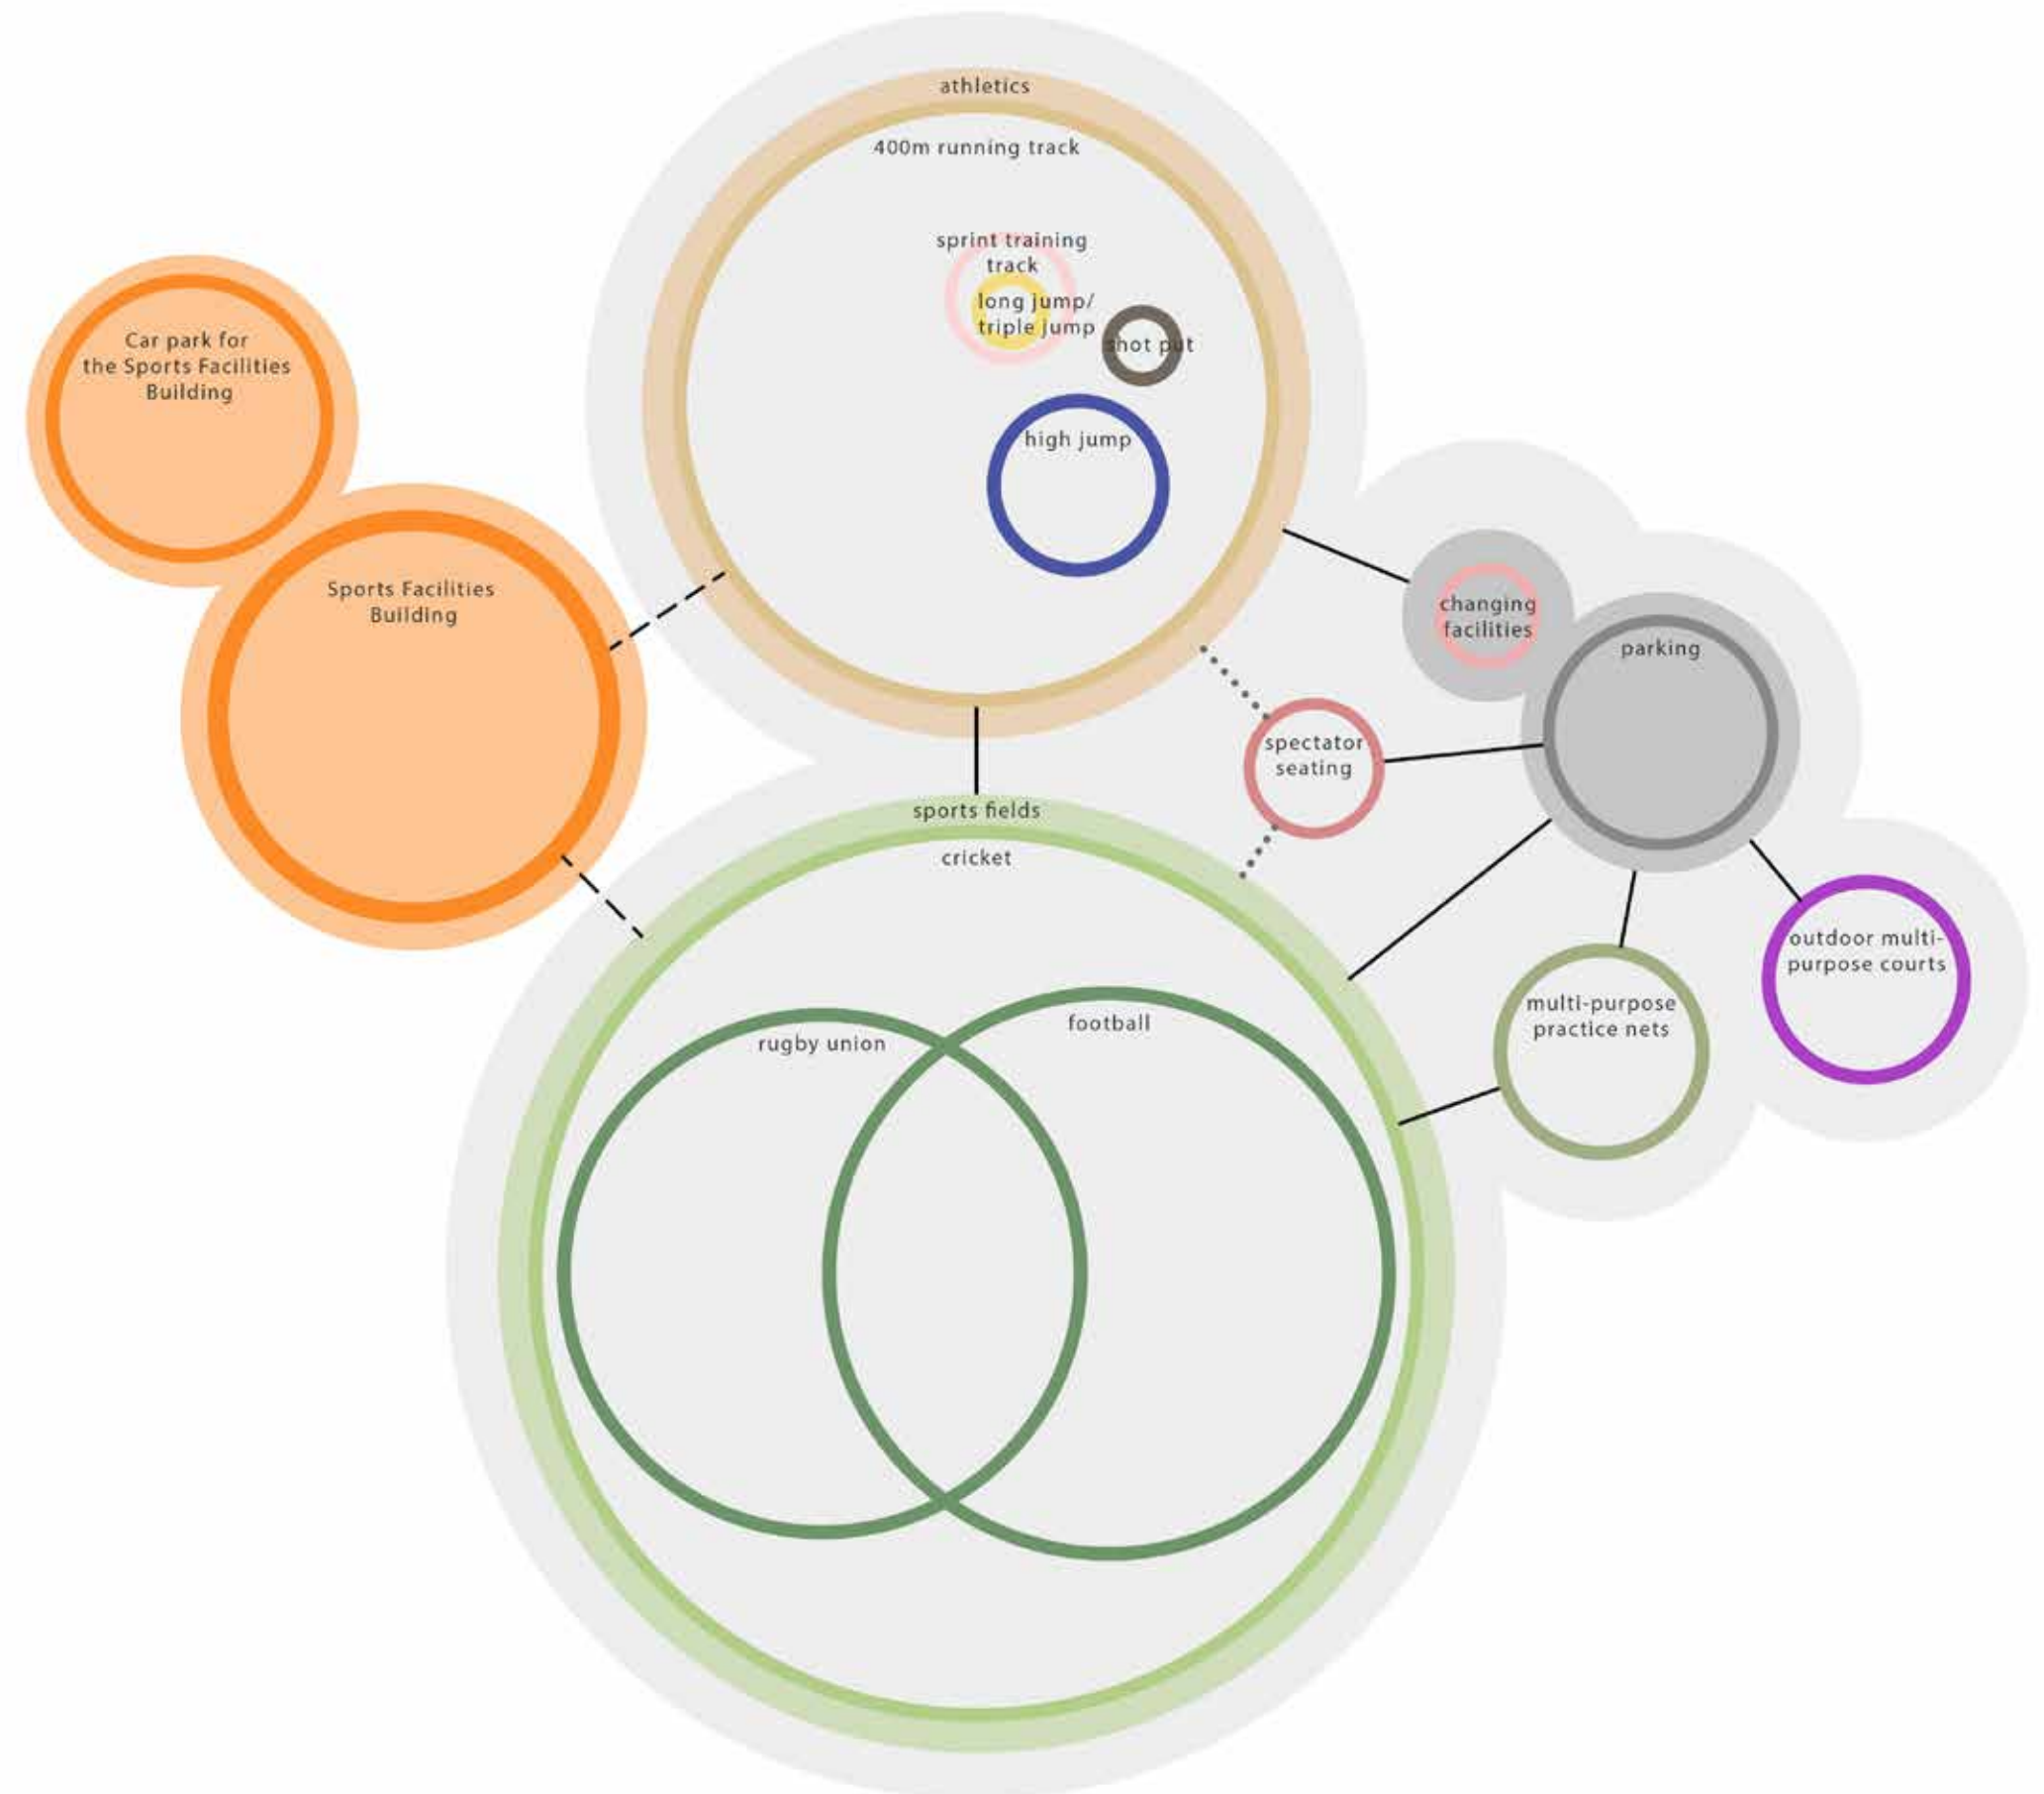 athletics
400m running track
sprint training
track
long jump/
triple jump
shot put
high jump
Car park for
the Sports Facilities
Building
Sports Facilities
Building
changing
facilities
parking
spectator
seating
sports fields
cricket
rugby union
football
multi-purpose
practice nets
outdoor multi-
purpose courts